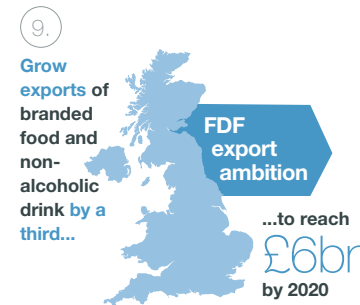 9.
Grow
exports of
branded
food and
non-
alcoholic
drink by a
third...
FDF
export
ambition
...to reach
£6br
by 2020